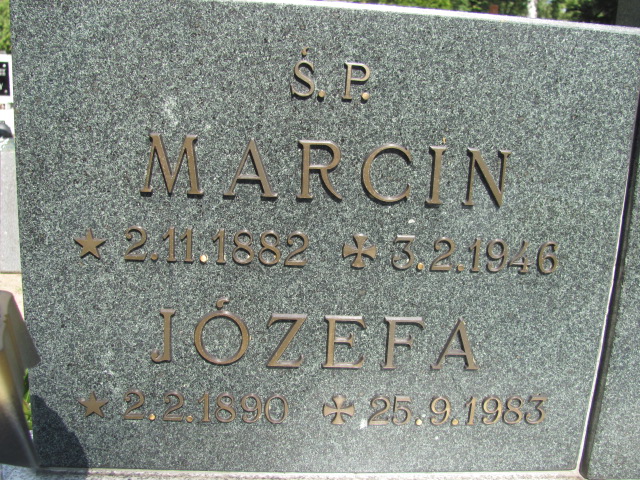 Ś.P.
MARCIN
★ 2.11.1882 ✠ 3.2.1946
JÓZEFA
★ 2.2.1890 ✠ 25.9.1983